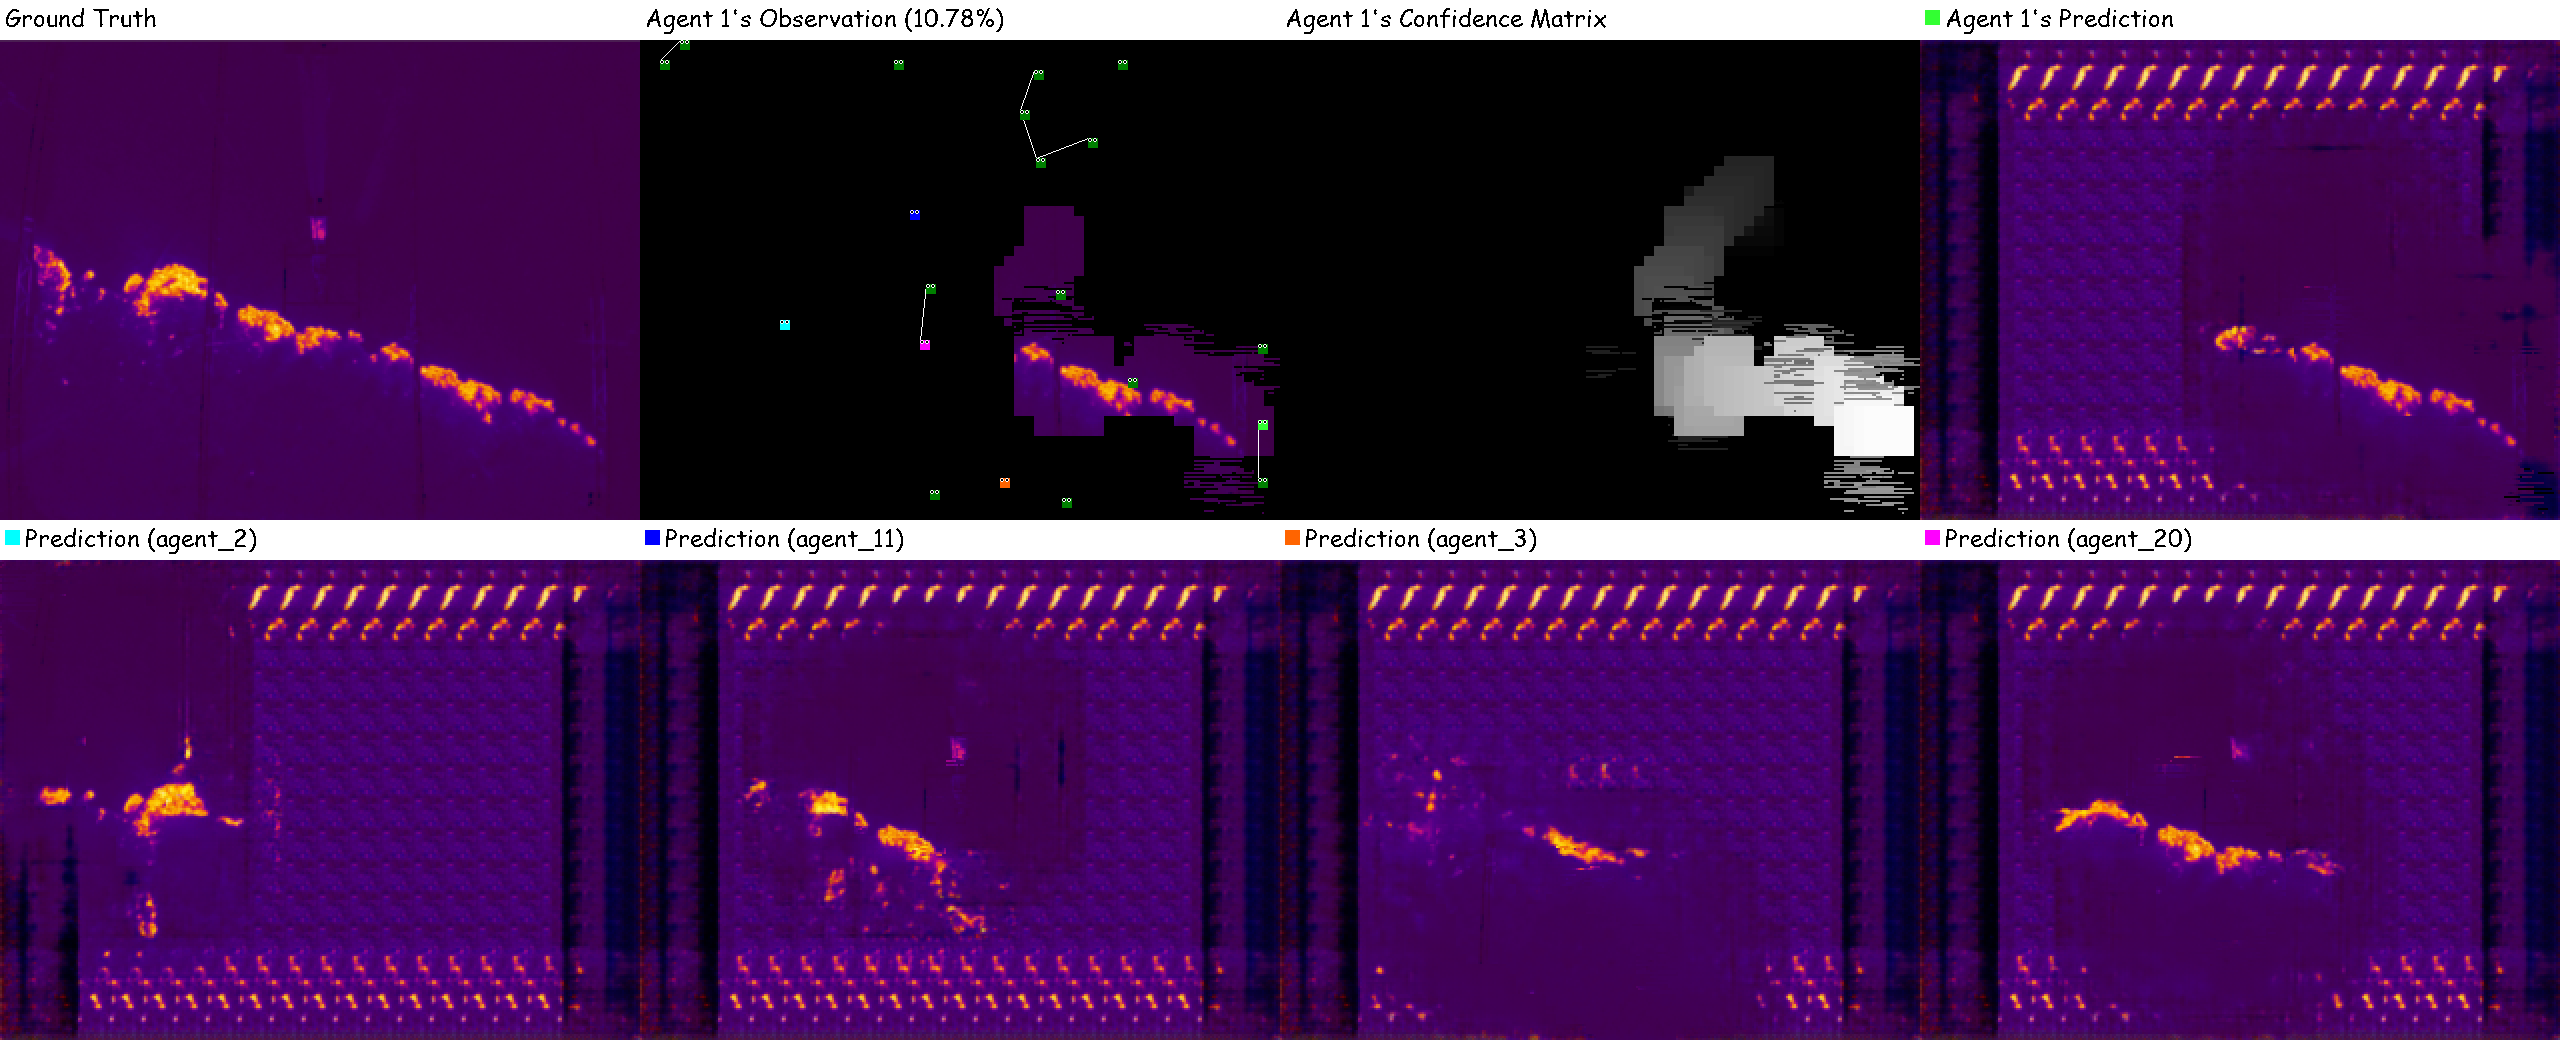 Ground Truth
Agent 1's Observation (10.78%)
Agent 1's Confidence Matrix
Agent 1's Prediction
Prediction (agent_2)
Prediction (agent_11)
Prediction (agent_3)
Prediction (agent_20)